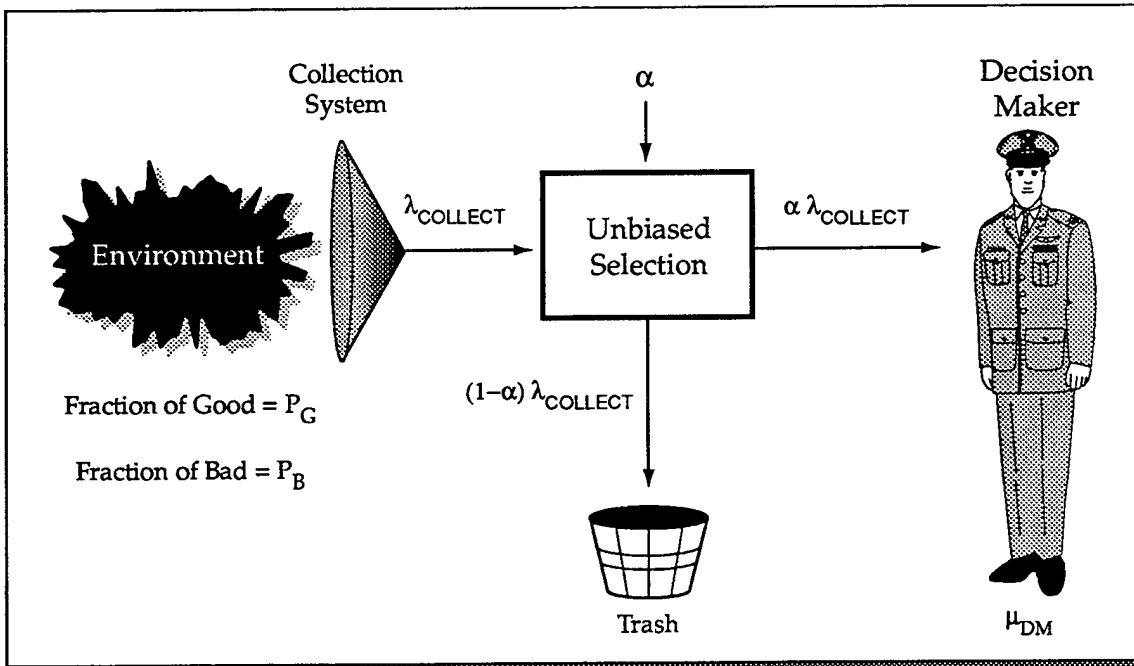 Collection
System
α
Decision
Maker
Environment
λCOLLECT
Unbiased
Selection
α λCOLLECT
(1–α) λCOLLECT
Fraction of Good = PG
Fraction of Bad = PB
Trash
μDM